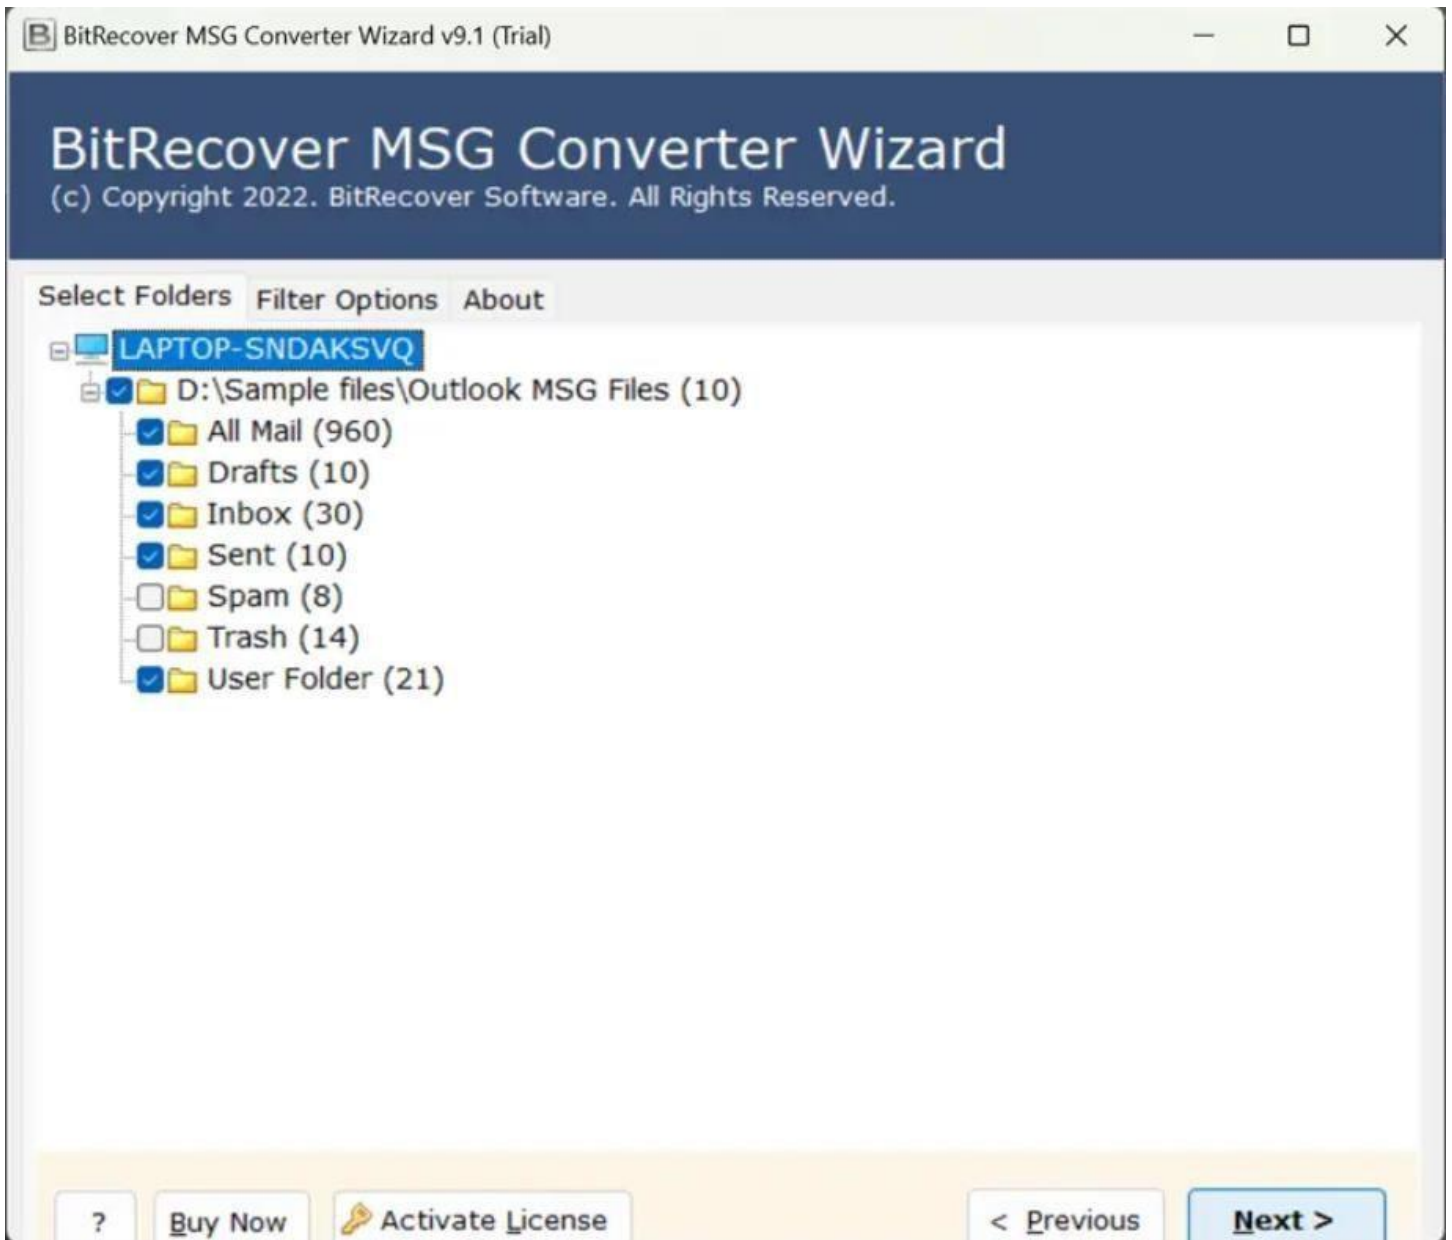 BitRecover MSG Converter Wizard v9.1 (Trial)
BitRecover MSG Converter Wizard
(c) Copyright 2022. BitRecover Software. All Rights Reserved.
Select Folders Filter Options About
LAPTOP-SNDAKSVQ
D:\Sample files\Outlook MSG Files (10)
All Mail (960)
Drafts (10)
Inbox (30)
Sent (10)
Spam (8)
Trash (14)
User Folder (21)
? Buy Now Activate License < Previous Next >